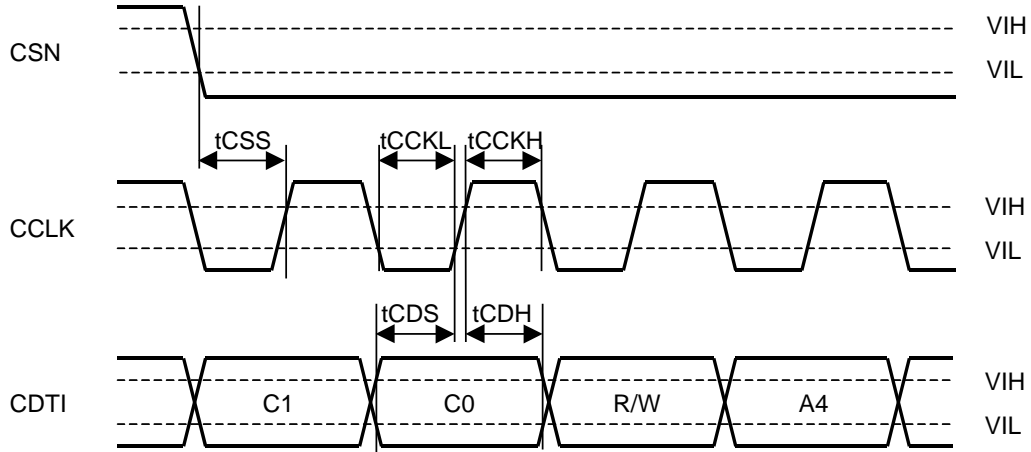 CSN
VIH
VIL
tCSS
tCCKL
tCCKH
CCLK
VIH
VIL
tCDS
tCDH
CDTI
C1
C0
R/W
A4
VIH
VIL